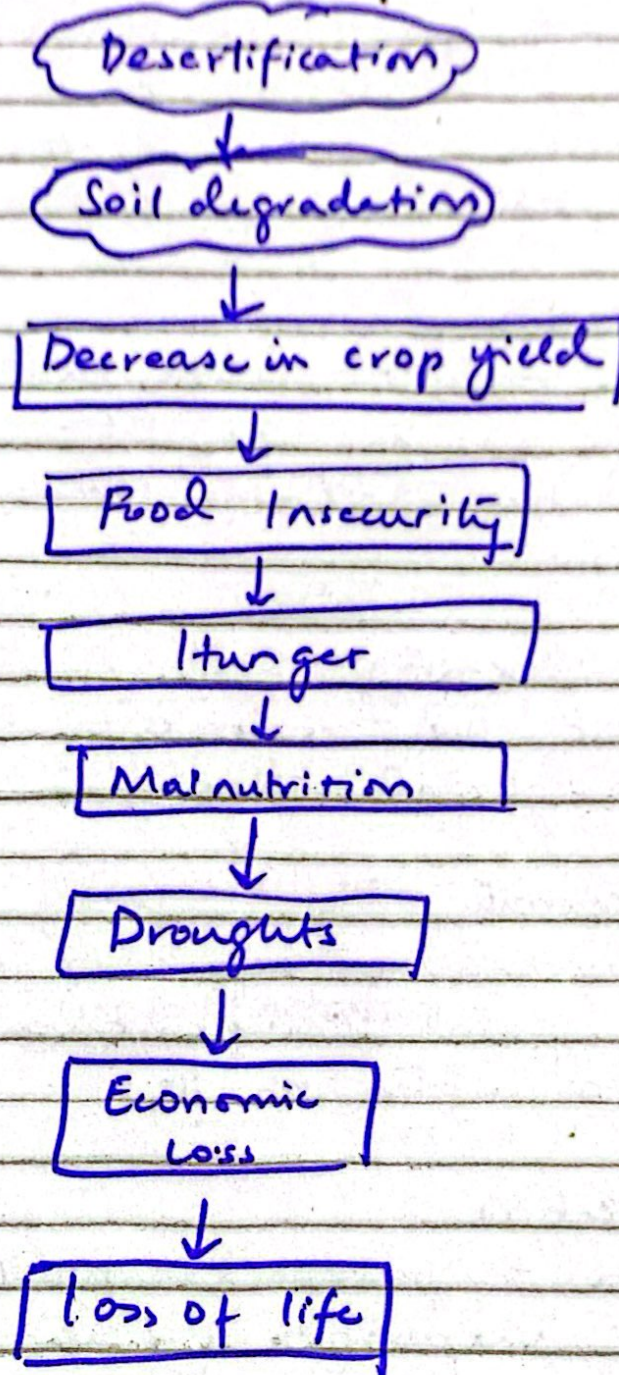 Desertification
Soil degradation
Decrease in crop yield
Food Insecurity
Hunger
Malnutrition
Droughts
Economic
Loss
loss of life